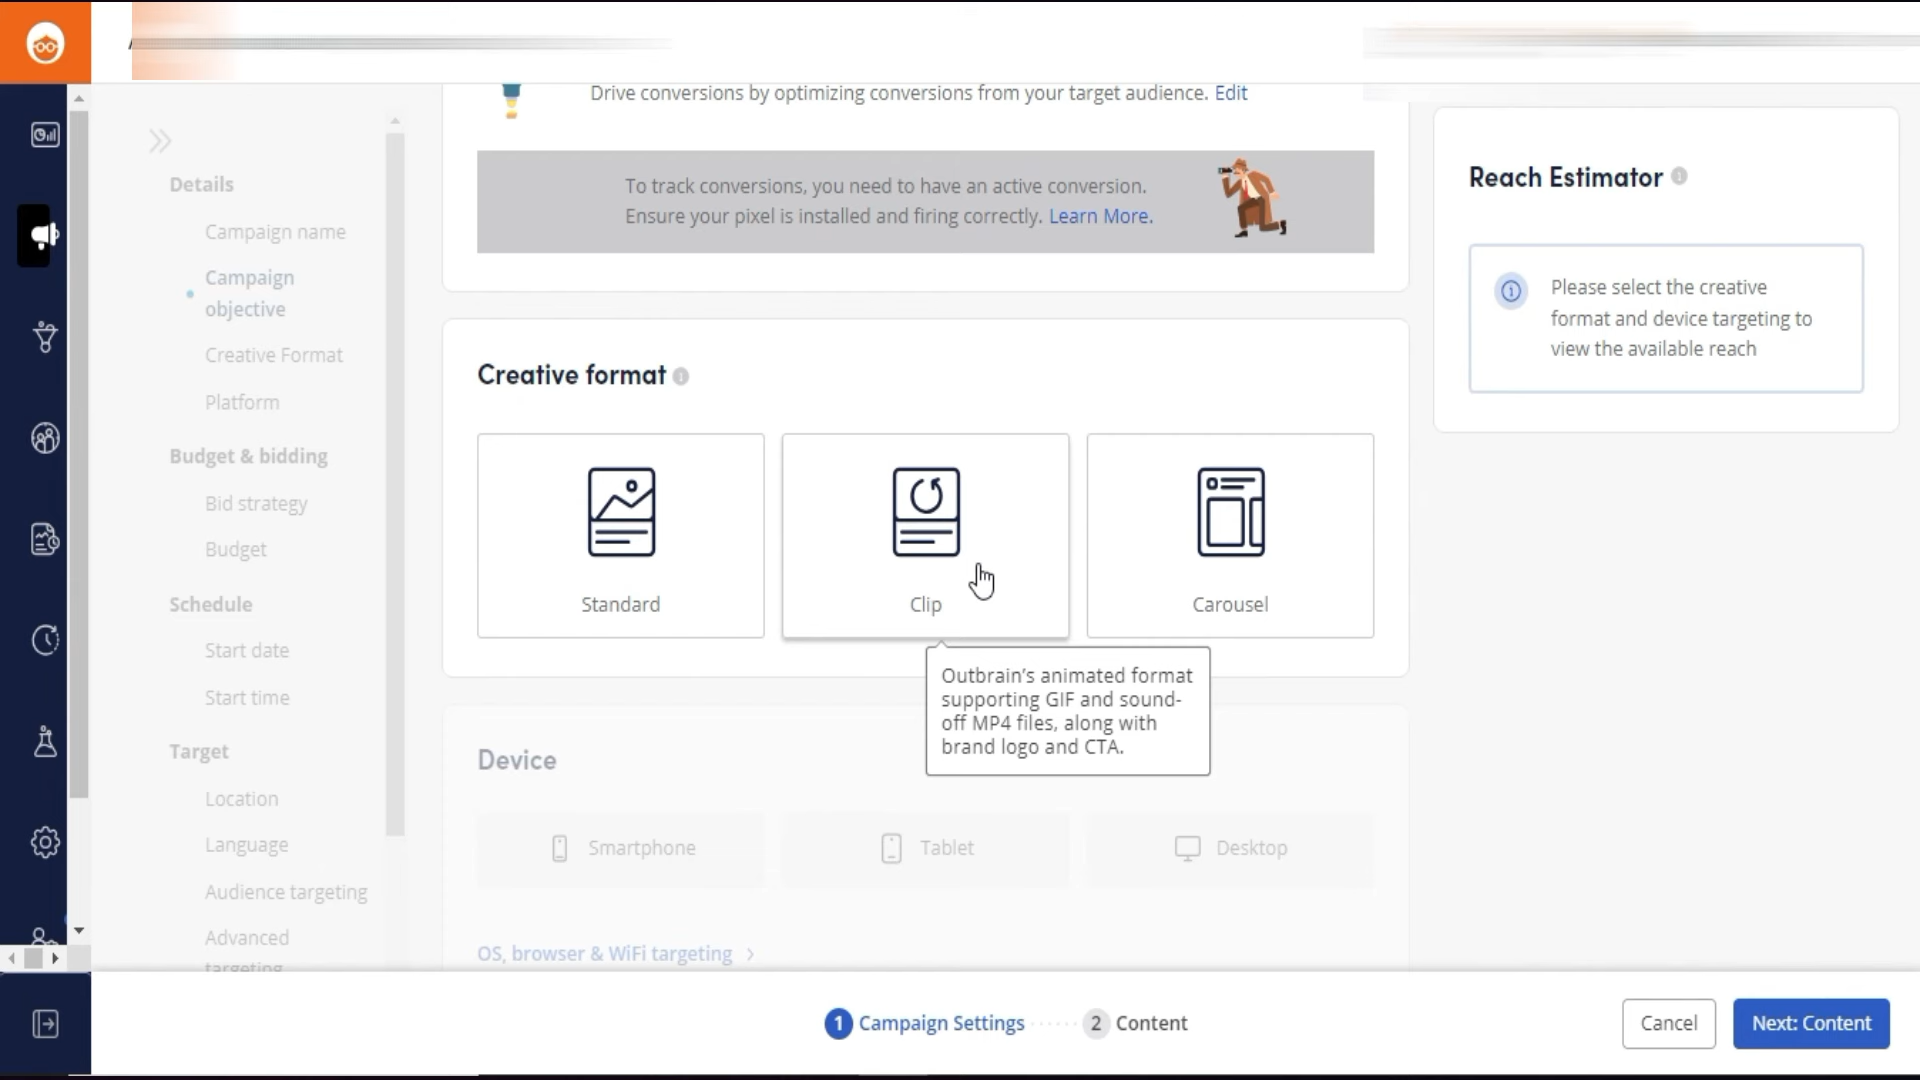 Drive conversions by optimizing conversions from your target audience. Edit
To track conversions, you need to have an active conversion.
Ensure your pixel is installed and firing correctly. Learn More.
Details
Campaign name
Campaign
objective
Creative Format
Platform
Budget & bidding
Bid strategy
Budget
Schedule
Start date
Start time
Target
Location
Language
Audience targeting
Advanced
targeting
Creative format
Standard
Clip
Carousel
Outbrain's animated format
supporting GIF and sound-
off MP4 files, along with
brand logo and CTA.
Device
Smartphone
Tablet
Desktop
OS, browser & WiFi targeting
Reach Estimator
Please select the creative
format and device targeting to
view the available reach
1 Campaign Settings
2 Content
Cancel
Next: Content